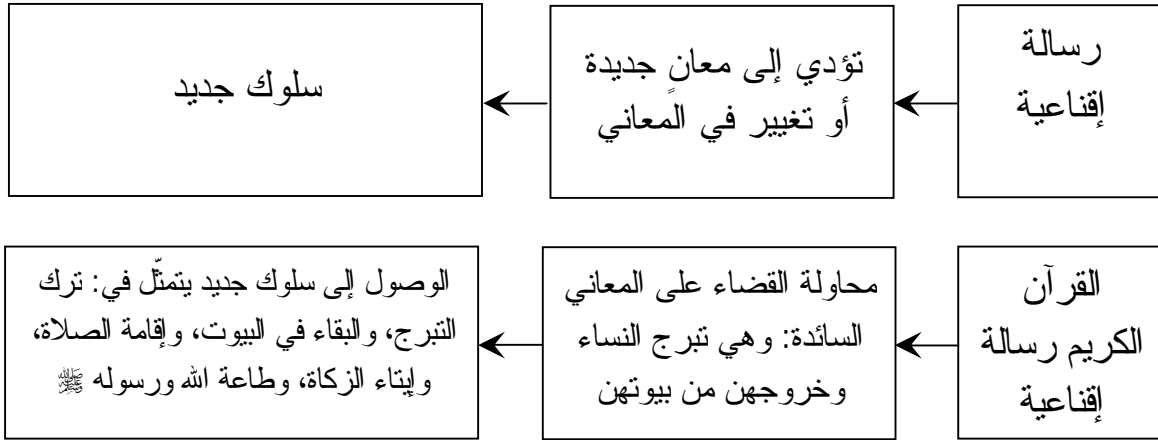 رسالة
إقناعية
تؤدي إلى معانٍ جديدة
أو تغيير في المعاني
سلوك جديد
القرآن
الكريم رسالة
إقناعية
محاولة القضاء على المعاني
السائدة: وهي تبرج النساء
وخروجهن من بيوتهن
الوصول إلى سلوك جديد يتمثّل في: ترك
التبرج، والبقاء في البيوت، وإقامة الصلاة،
وإيتاء الزكاة، وطاعة الله ورسوله ﷺ